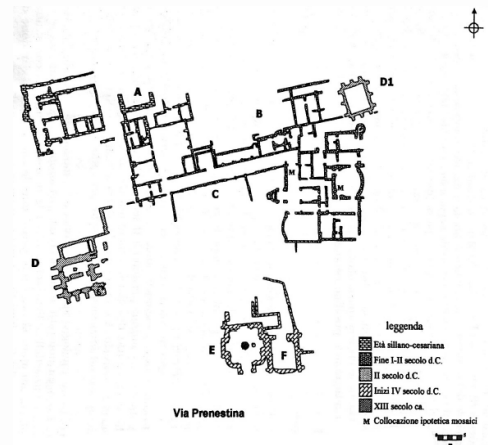 D1
A
B
M
M
C
D
E
F
Via Prenestina
leggenda
Età sillano-cesariana
Fine I-II secolo d.C.
II secolo d.C.
Inizi IV secolo d.C.
XIII secolo ca.
M Collocazione ipotetica mosaici